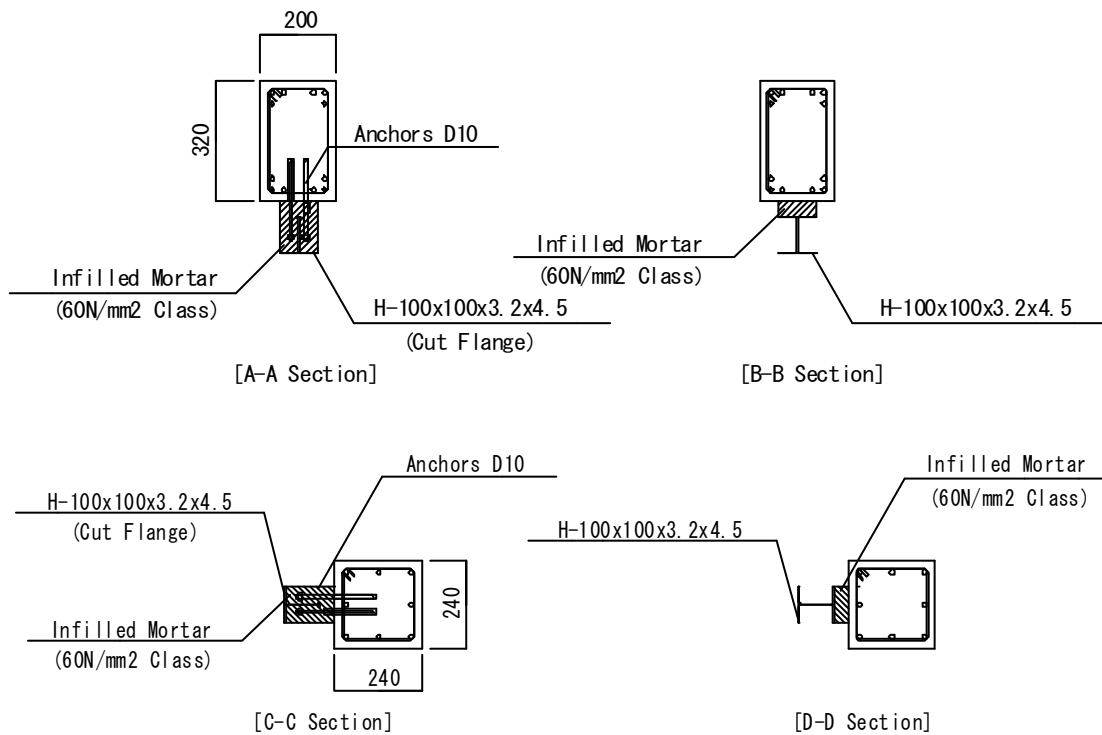 200
320
Anchors D10
Infilled Mortar
(60N/mm2 Class)
H-100x100x3.2x4.5
(Cut Flange)
[A-A Section]
Infilled Mortar
(60N/mm2 Class)
H-100x100x3.2x4.5
[B-B Section]
Anchors D10
H-100x100x3.2x4.5
(Cut Flange)
Infilled Mortar
(60N/mm2 Class)
240
240
[C-C Section]
Infilled Mortar
(60N/mm2 Class)
H-100x100x3.2x4.5
[D-D Section]